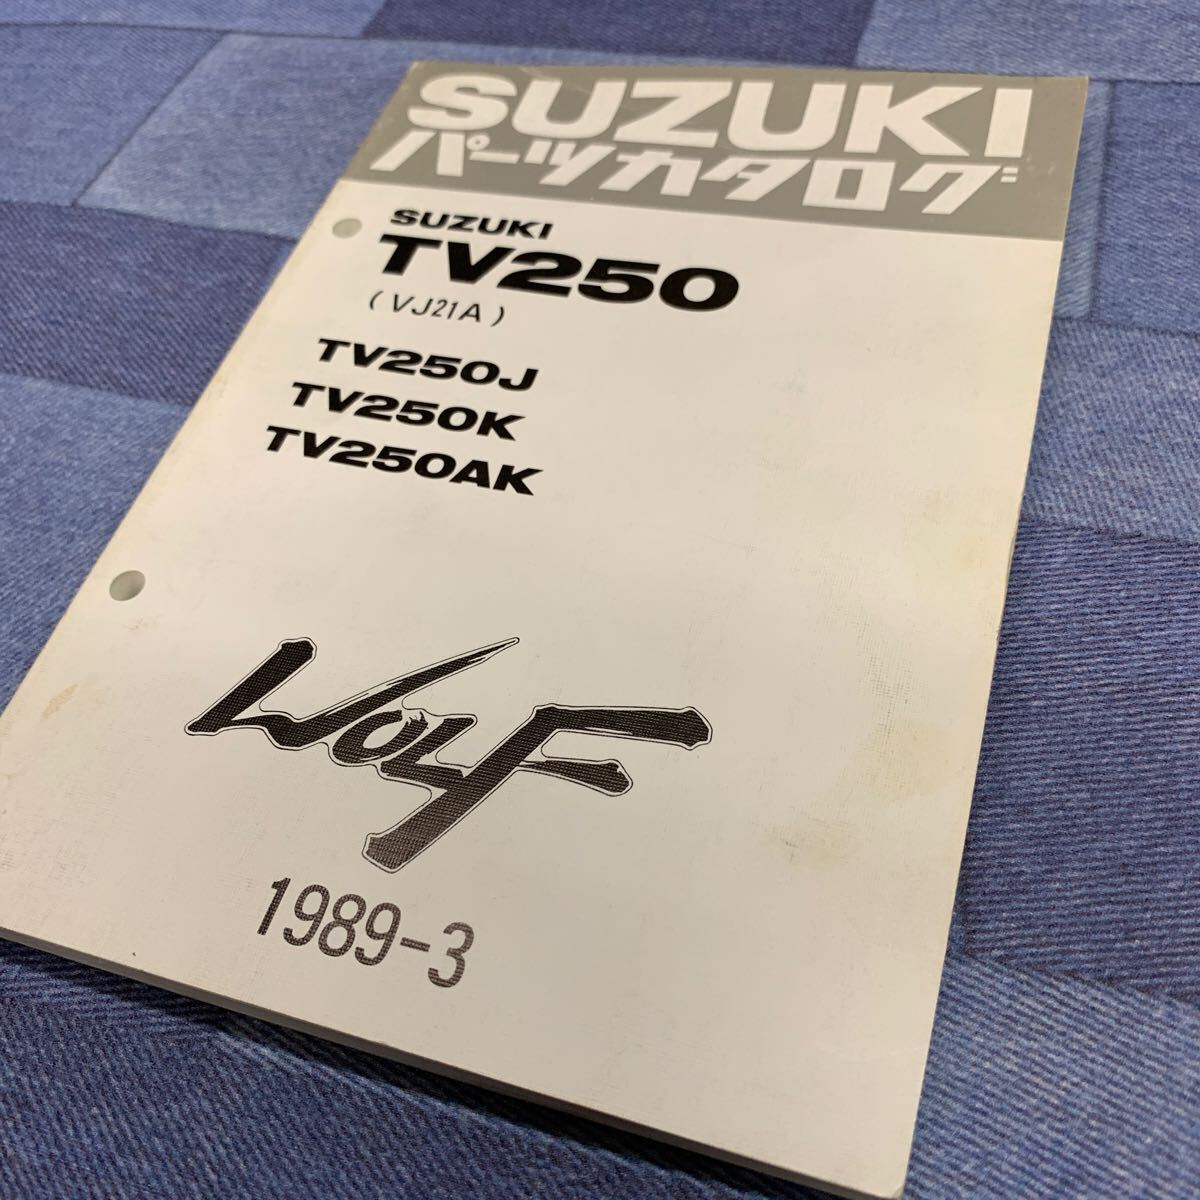 SUZUKI
パーツカタログ
SUZUKI
TV250
(VJ21A)
TV250J
TV250K
TV250AK
WOLF
1989-3